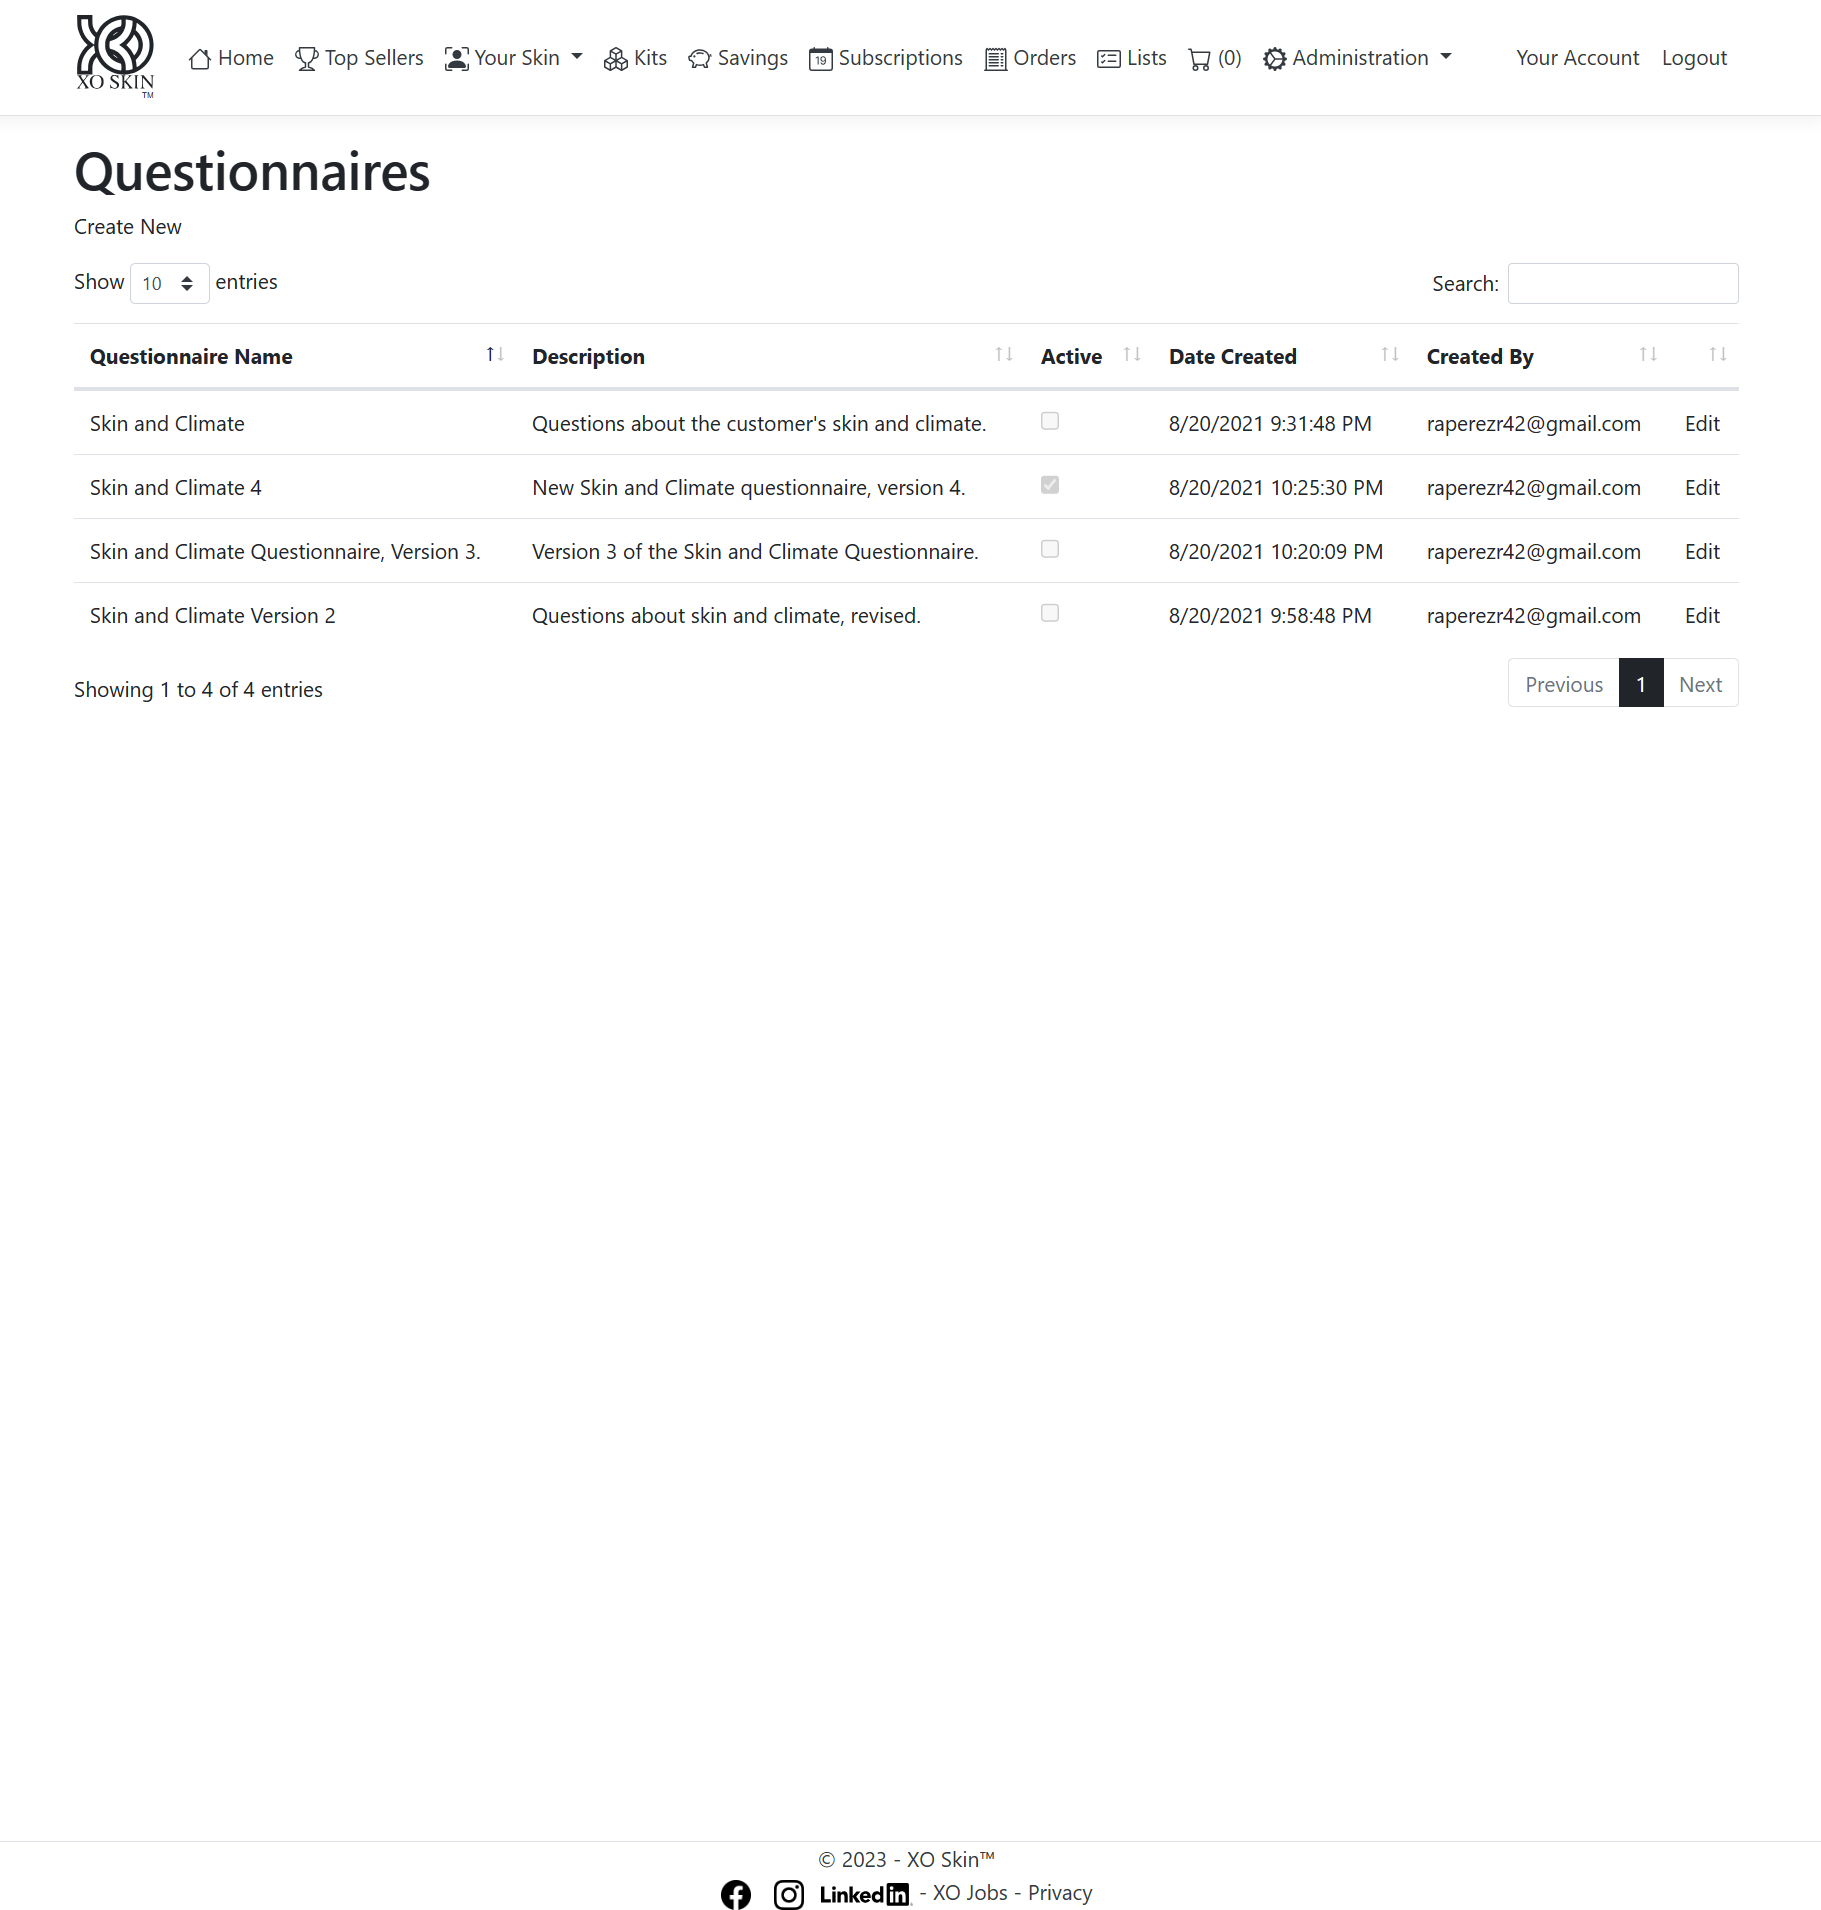 XO SKIN
TM
Home Top Sellers Your Skin Kits Savings 19 Subscriptions Orders Lists (0) Administration Your Account Logout
Questionnaires
Create New
Show 10 entries Search:
Questionnaire Name Description Active Date Created Created By
Skin and Climate Questions about the customer's skin and climate. 8/20/2021 9:31:48 PM raperezr42@gmail.com Edit
Skin and Climate 4 New Skin and Climate questionnaire, version 4. 8/20/2021 10:25:30 PM raperezr42@gmail.com Edit
Skin and Climate Questionnaire, Version 3. Version 3 of the Skin and Climate Questionnaire. 8/20/2021 10:20:09 PM raperezr42@gmail.com Edit
Skin and Climate Version 2 Questions about skin and climate, revised. 8/20/2021 9:58:48 PM raperezr42@gmail.com Edit
Showing 1 to 4 of 4 entries Previous 1 Next
© 2023 - XO Skin™
LinkedIn - XO Jobs - Privacy